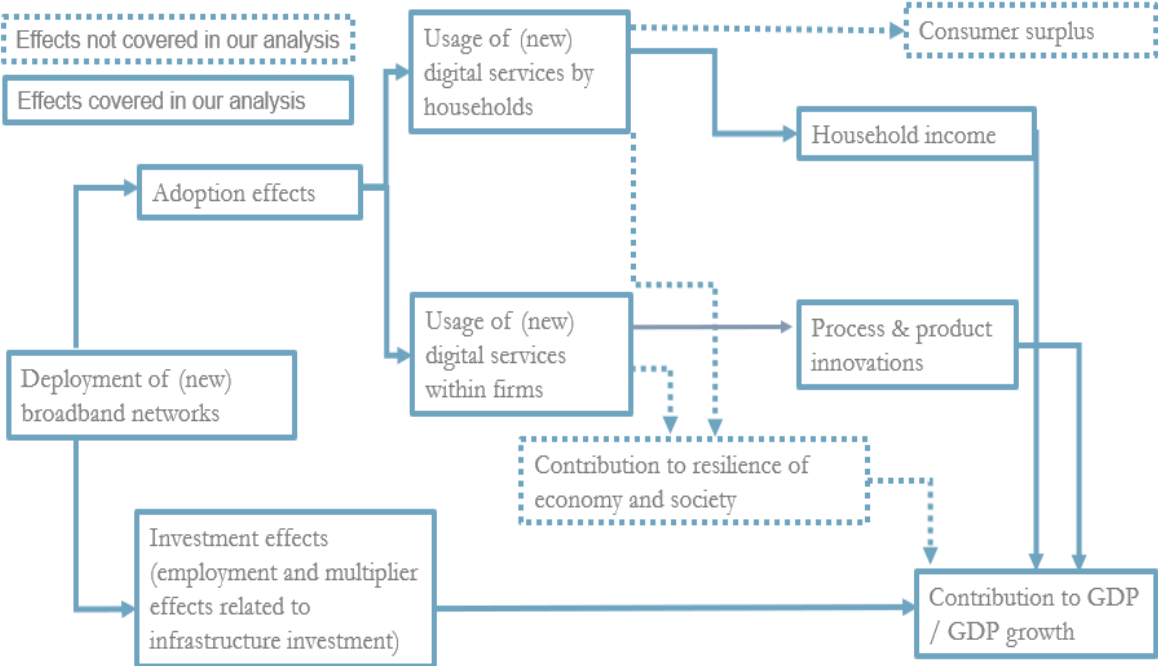 Effects not covered in our analysis
Effects covered in our analysis
Usage of (new)
digital services by
households
Consumer surplus
Household income
Adoption effects
Usage of (new)
digital services
within firms
Process & product
innovations
Deployment of (new)
broadband networks
Contribution to resilience of
economy and society
Investment effects
(employment and multiplier
effects related to
infrastructure investment)
Contribution to GDP
/ GDP growth